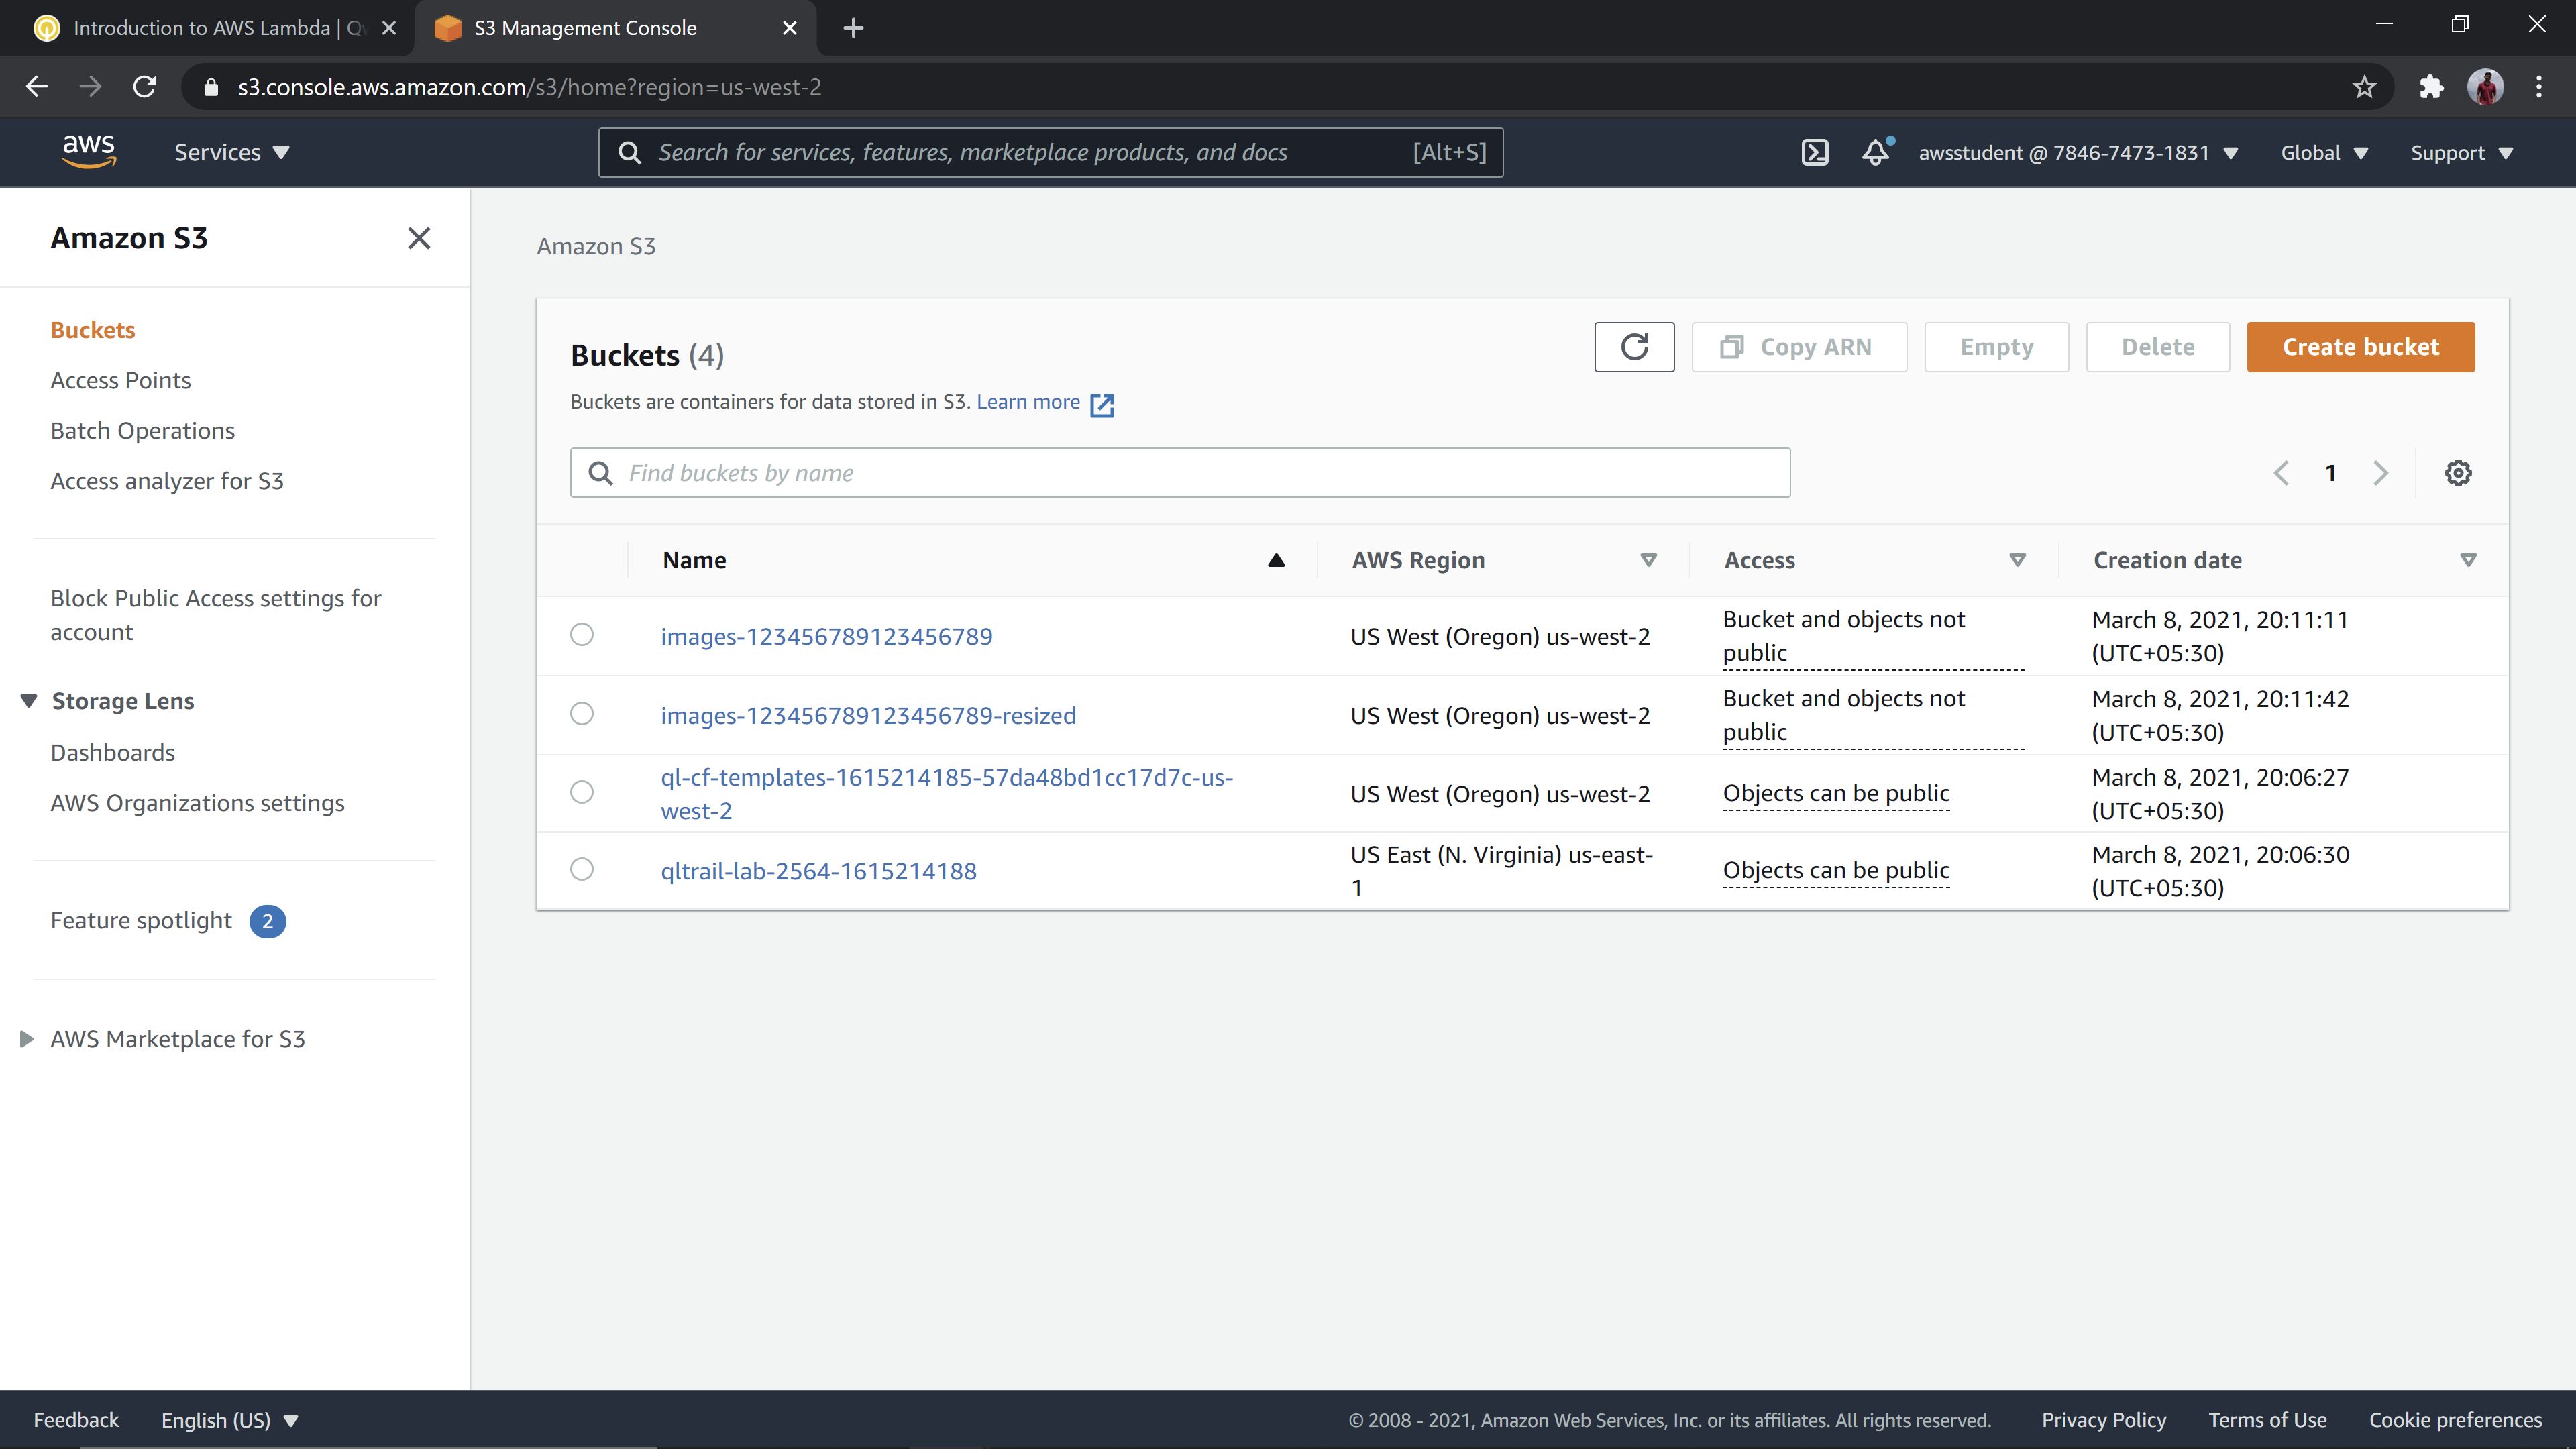 Introduction to AWS Lambda | Qw
S3 Management Console
s3.console.aws.amazon.com/s3/home?region=us-west-2
aws
Services
Search for services, features, marketplace products, and docs
[Alt+S]
awsstudent @ 7846-7473-1831
Global
Support
Amazon S3
Buckets
Access Points
Batch Operations
Access analyzer for S3
Block Public Access settings for
account
Storage Lens
Dashboards
AWS Organizations settings
Feature spotlight 2
AWS Marketplace for S3
Amazon S3
Buckets (4)
Copy ARN
Empty
Delete
Create bucket
Buckets are containers for data stored in S3. Learn more
Find buckets by name
1
Name
AWS Region
Access
Creation date
images-123456789123456789
US West (Oregon) us-west-2
Bucket and objects not
public
March 8, 2021, 20:11:11
(UTC+05:30)
images-123456789123456789-resized
US West (Oregon) us-west-2
Bucket and objects not
public
March 8, 2021, 20:11:42
(UTC+05:30)
ql-cf-templates-1615214185-57da48bd1cc17d7c-us-
west-2
US West (Oregon) us-west-2
Objects can be public
March 8, 2021, 20:06:27
(UTC+05:30)
qltrail-lab-2564-1615214188
US East (N. Virginia) us-east-
1
Objects can be public
March 8, 2021, 20:06:30
(UTC+05:30)
Feedback
English (US)
© 2008 - 2021, Amazon Web Services, Inc. or its affiliates. All rights reserved.
Privacy Policy
Terms of Use
Cookie preferences